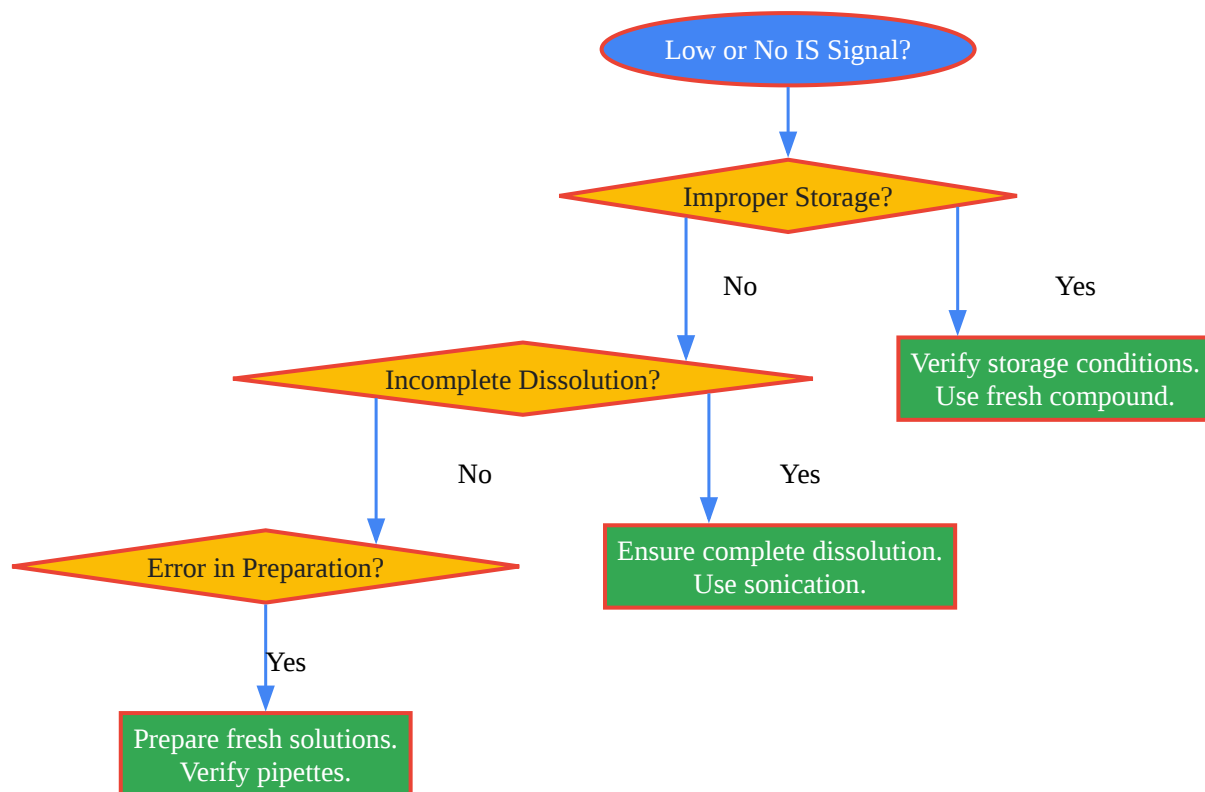 Low or No IS Signal?
Improper Storage?
No
Yes
Verify storage conditions.
Use fresh compound.
Incomplete Dissolution?
No
Yes
Ensure complete dissolution.
Use sonication.
Error in Preparation?
Yes
Prepare fresh solutions.
Verify pipettes.